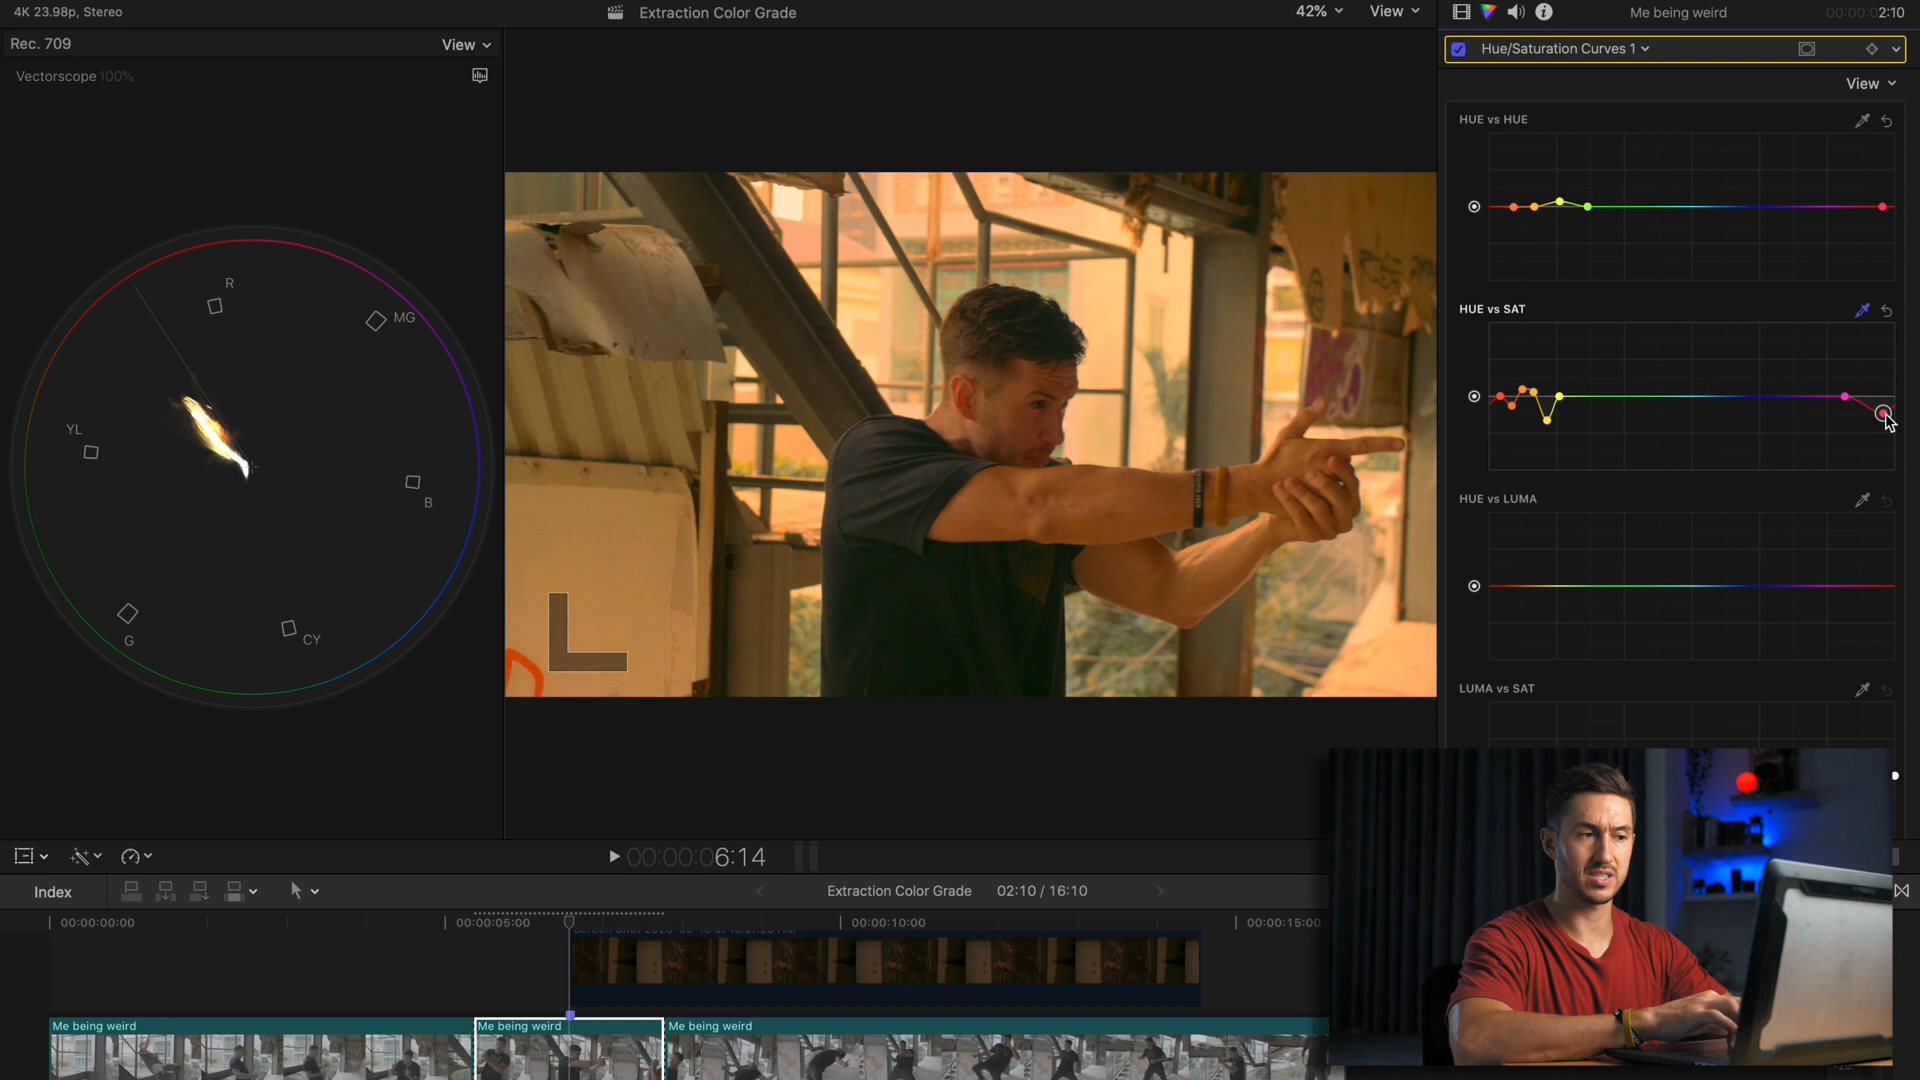 4K 23.98p, Stereo
Extraction Color Grade
42%
View
Me being weird
00:00:02:10
Rec. 709
View
Hue/Saturation Curves 1
Vectorscope 100%
View
HUE vs HUE
R
MG
YL
B
G
CY
HUE vs SAT
HUE vs LUMA
LUMA vs SAT
00:00:06:14
Index
Extraction Color Grade
02:10 / 16:10
00:00:00:00
00:00:05:00
00:00:10:00
00:00:15:00
Me being weird
Me being weird
Me being weird